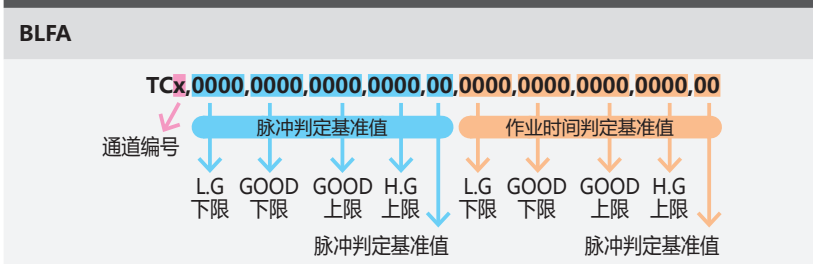 BLFA
TCx,0000,0000,0000,0000,00,0000,0000,0000,0000,00
脉冲判定基准值 作业时间判定基准值
通道编号
L.G GOOD GOOD H.G L.G GOOD GOOD H.G
下限 下限 上限 上限 下限 下限 上限 上限
脉冲判定基准值 脉冲判定基准值